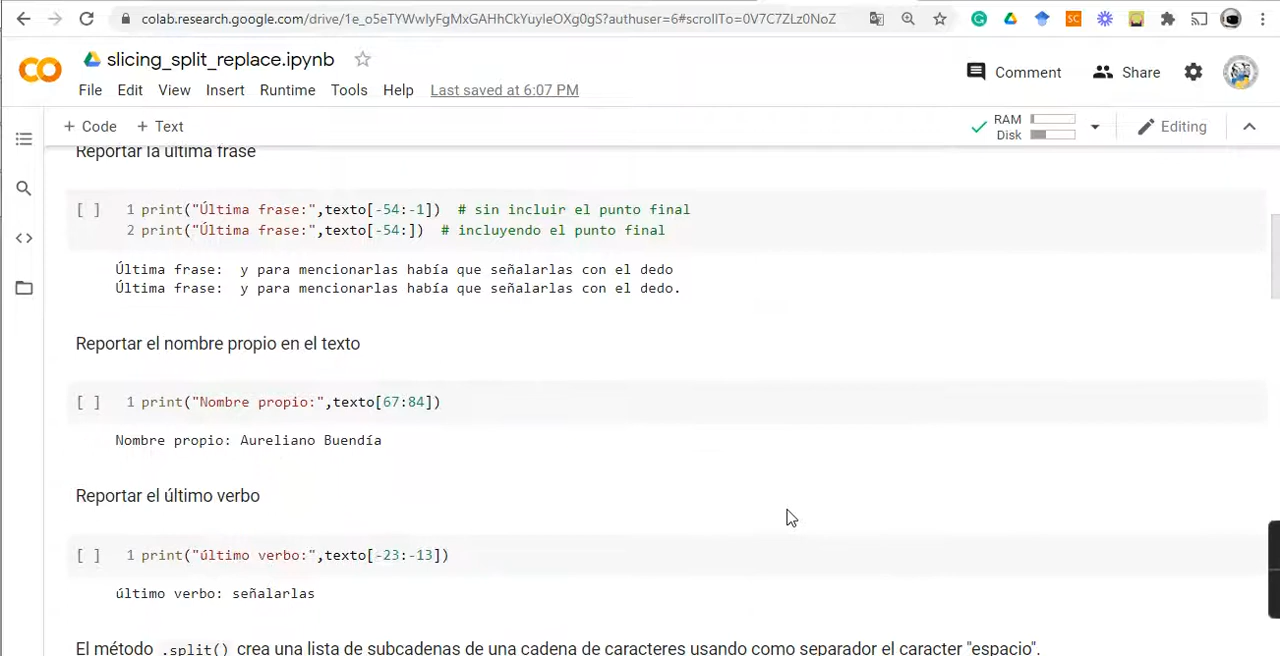 colab.research.google.com/drive/1e_o5eTYWwlyFgMxGAHhCkYuyleOXg0gS?authuser=6#scrollTo=0V7C7ZLz0NoZ
slicing_split_replace.ipynb
File Edit View Insert Runtime Tools Help Last saved at 6:07 PM
Comment Share
+ Code + Text
RAM
Disk
Editing
Reportar la última frase
[ ] 1 print("Última frase:",texto[-54:-1]) # sin incluir el punto final
2 print("Última frase:",texto[-54:]) # incluyendo el punto final
Última frase: y para mencionarlas había que señalarlas con el dedo
Última frase: y para mencionarlas había que señalarlas con el dedo.
Reportar el nombre propio en el texto
[ ] 1 print("Nombre propio:",texto[67:84])
Nombre propio: Aureliano Buendía
Reportar el último verbo
[ ] 1 print("último verbo:",texto[-23:-13])
último verbo: señalarlas
El método .split() crea una lista de subcadenas de una cadena de caracteres usando como separador el caracter "espacio".